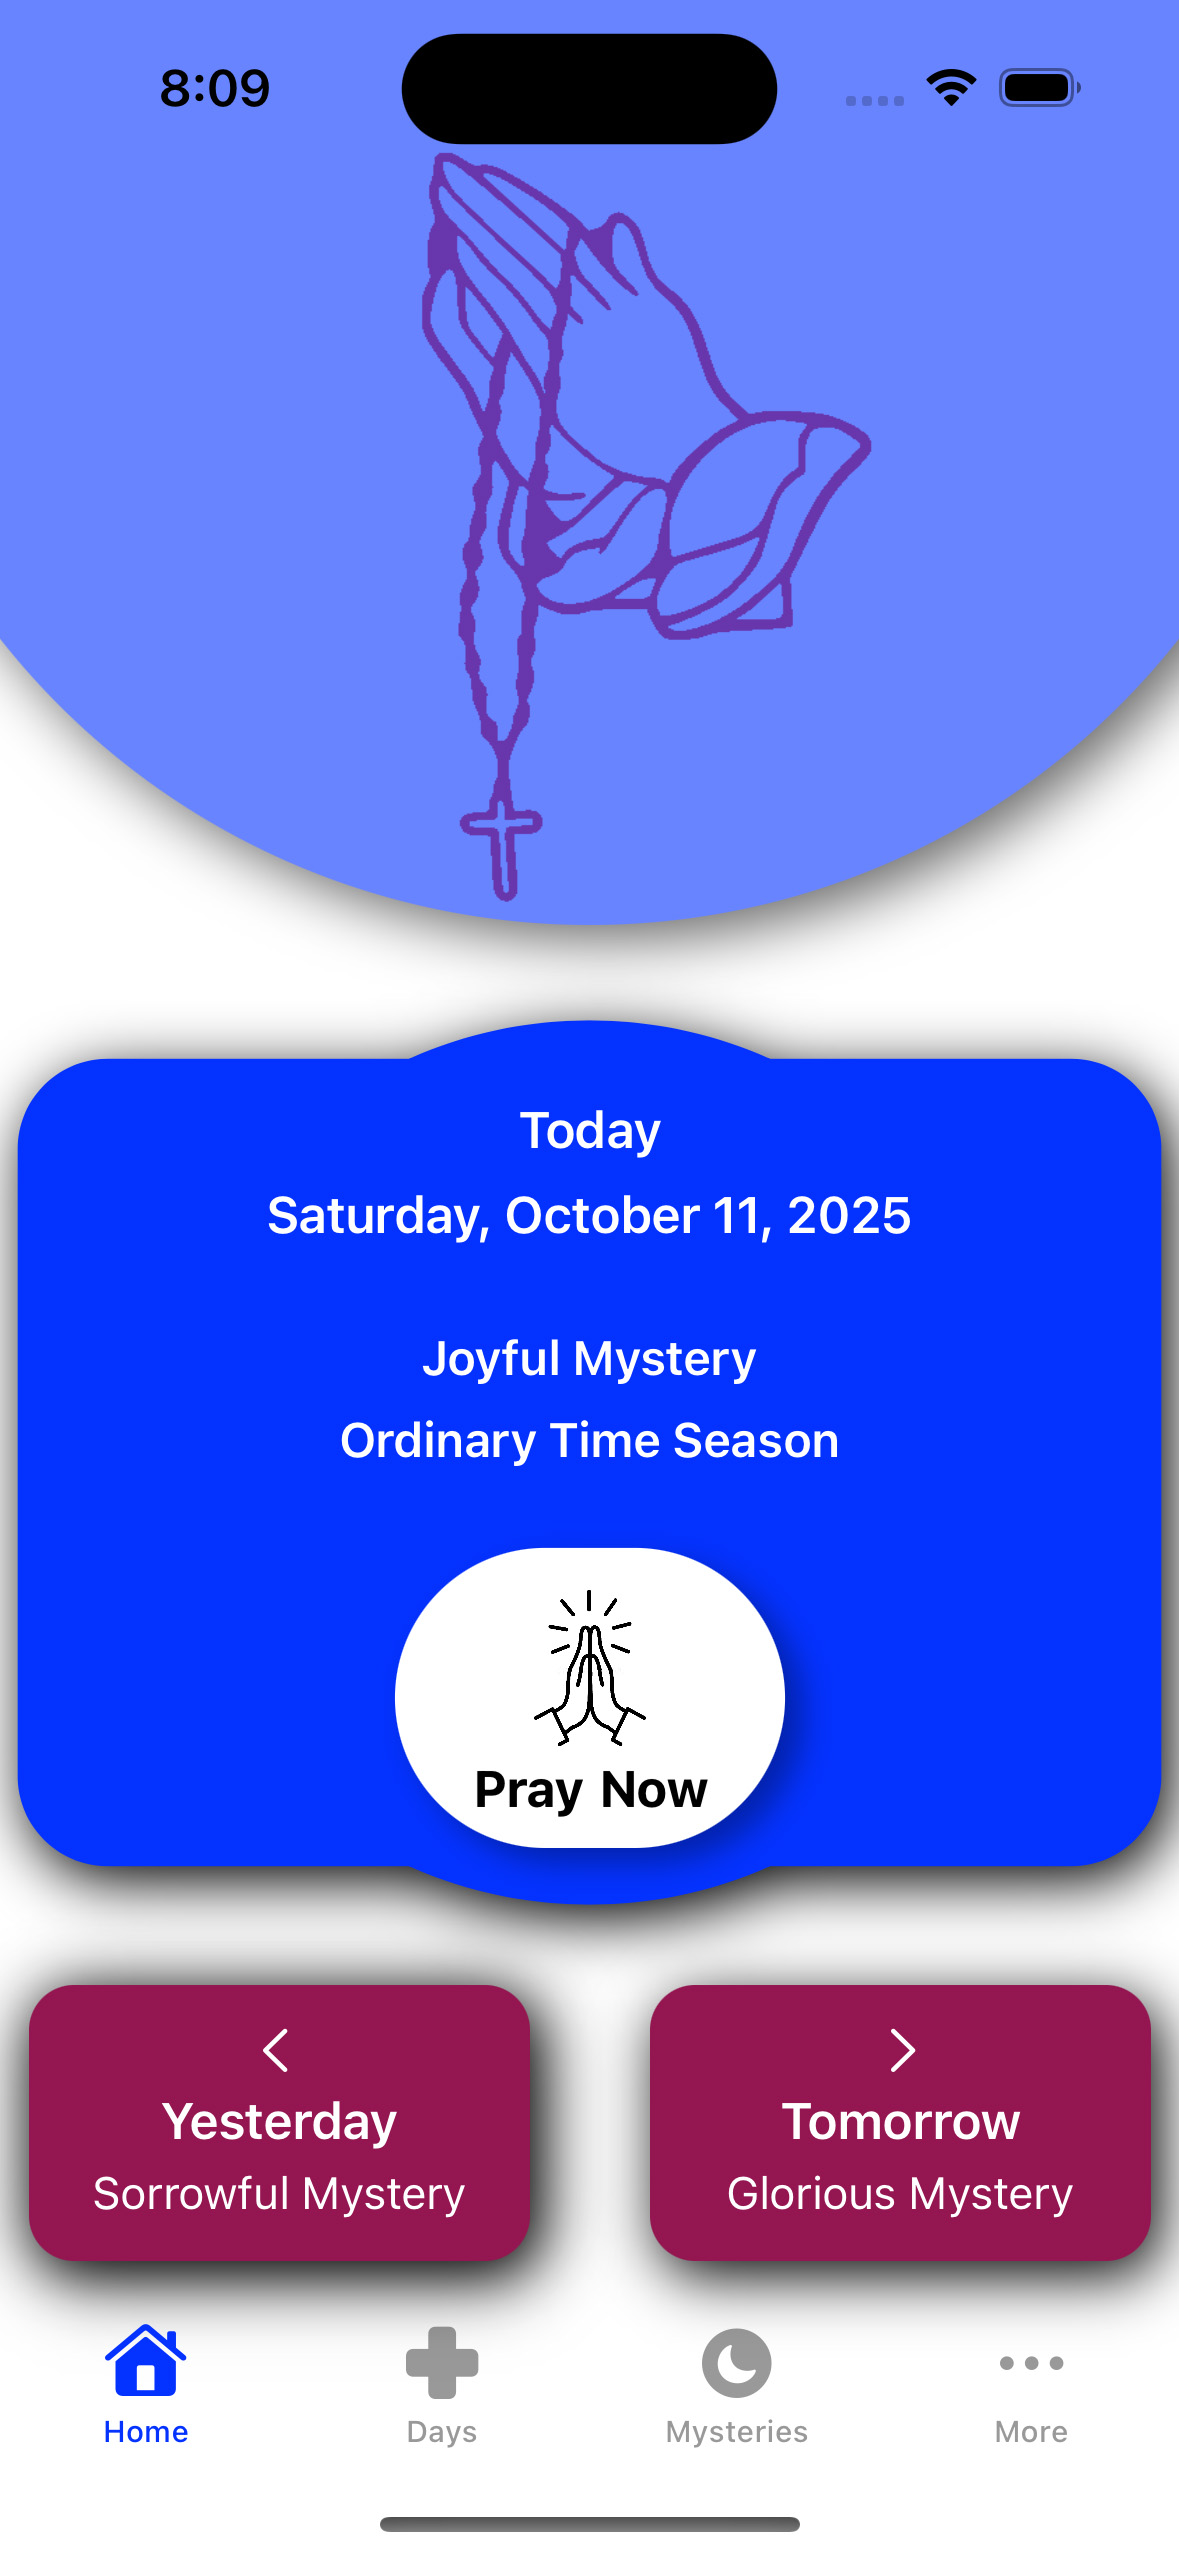 8:09
Today
Saturday, October 11, 2025
Joyful Mystery
Ordinary Time Season
Pray Now
Yesterday
Sorrowful Mystery
Tomorrow
Glorious Mystery
Home
Days
Mysteries
More